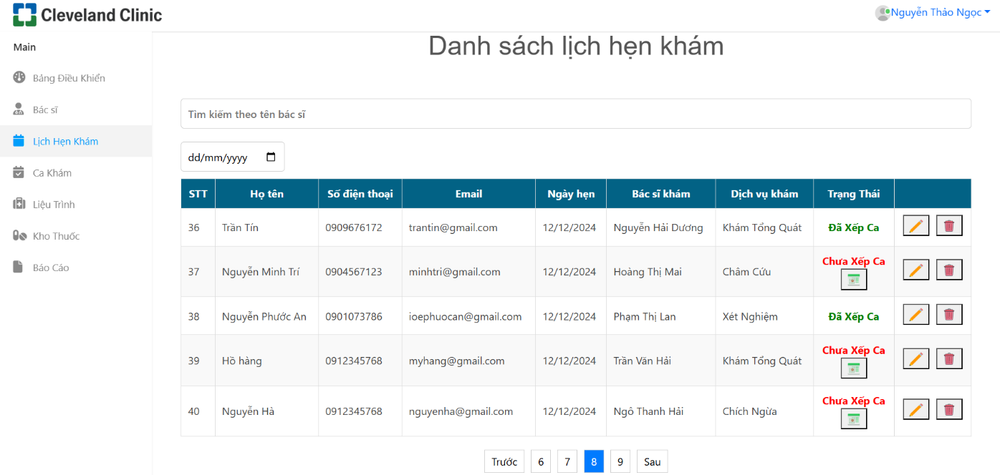 Cleveland Clinic
Nguyễn Thảo Ngọc
Main
Bảng Điều Khiển
Bác sĩ
Lịch Hẹn Khám
Ca Khám
Liệu Trình
Kho Thuốc
Báo Cáo
Danh sách lịch hẹn khám
Tìm kiếm theo tên bác sĩ
dd/mm/yyyy
STT Họ tên Số điện thoại Email Ngày hẹn Bác sĩ khám Dịch vụ khám Trạng Thái
36 Trần Tín 0909676172 trantin@gmail.com 12/12/2024 Nguyễn Hải Dương Khám Tổng Quát Đã Xếp Ca
37 Nguyễn Minh Trí 0904567123 minhtri@gmail.com 12/12/2024 Hoàng Thị Mai Châm Cứu Chưa Xếp Ca
38 Nguyễn Phước An 0901073786 ioephuocan@gmail.com 12/12/2024 Phạm Thị Lan Xét Nghiệm Đã Xếp Ca
39 Hồ hàng 0912345768 myhang@gmail.com 12/12/2024 Trần Văn Hải Khám Tổng Quát Chưa Xếp Ca
40 Nguyễn Hà 0912345768 nguyenha@gmail.com 12/12/2024 Ngô Thanh Hải Chích Ngừa Chưa Xếp Ca
Trước 6 7 8 9 Sau